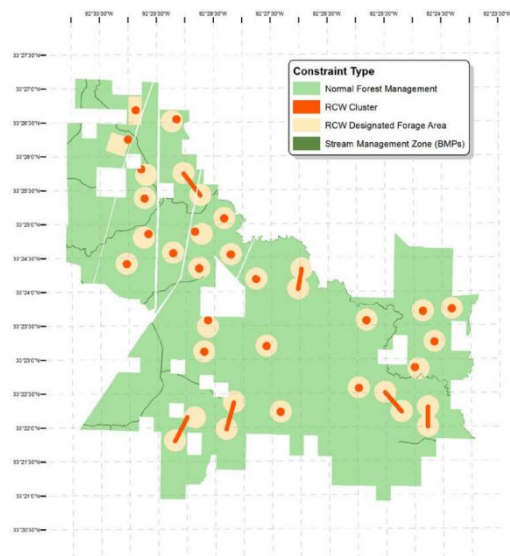 92°30'30"W 92°29'30"W 92°28'30"W 92°27'30"W 92°26'30"W 92°25'30"W 92°24'30"W 92°23'30"W
33°27'30"N
33°27'0"N
33°26'30"N
33°26'0"N
33°25'30"N
33°25'0"N
33°24'30"N
33°24'0"N
33°23'30"N
33°23'0"N
33°22'30"N
33°22'0"N
33°21'30"N
33°21'0"N
33°20'30"N
Constraint Type
Normal Forest Management
RCW Cluster
RCW Designated Forage Area
Stream Management Zone (BMPs)